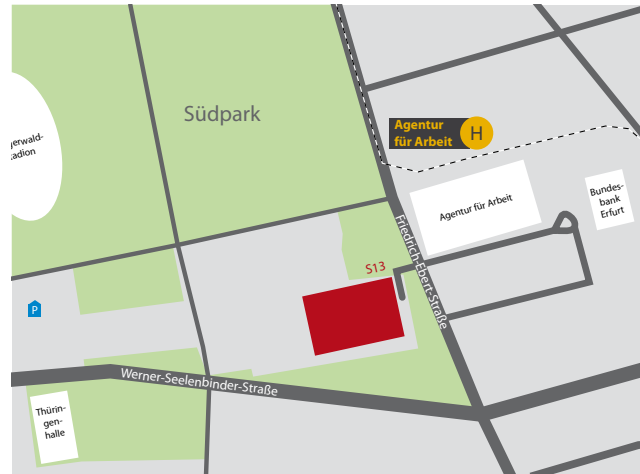 Südpark
Agentur
für Arbeit
H
Agentur für Arbeit
Bundes-
bank
Erfurt
Friedrich-Ebert-Straße
S13
P
Werner-Seelenbinder-Straße
Thürin-
gen-
halle